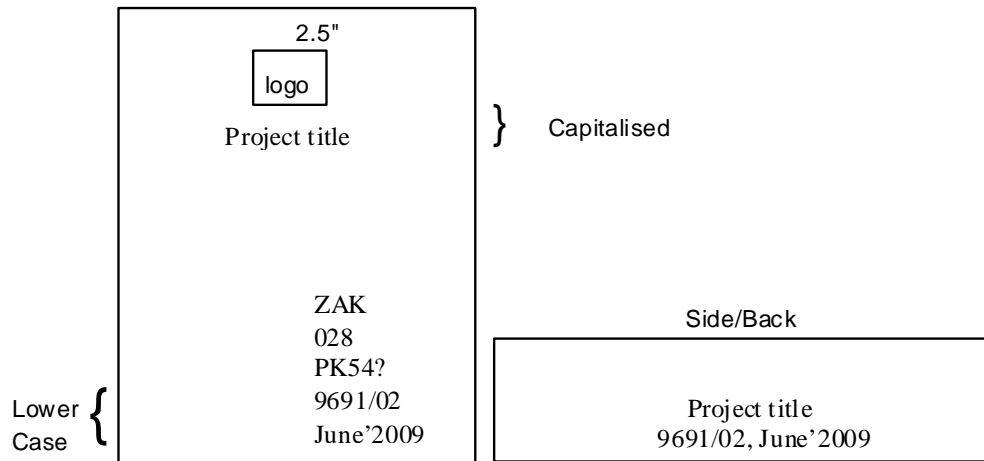 2.5"
logo
Project title
} Capitalised
ZAK
028
PK54?
9691/02
June’2009
Lower {
Case
Side/Back
Project title
9691/02, June’2009